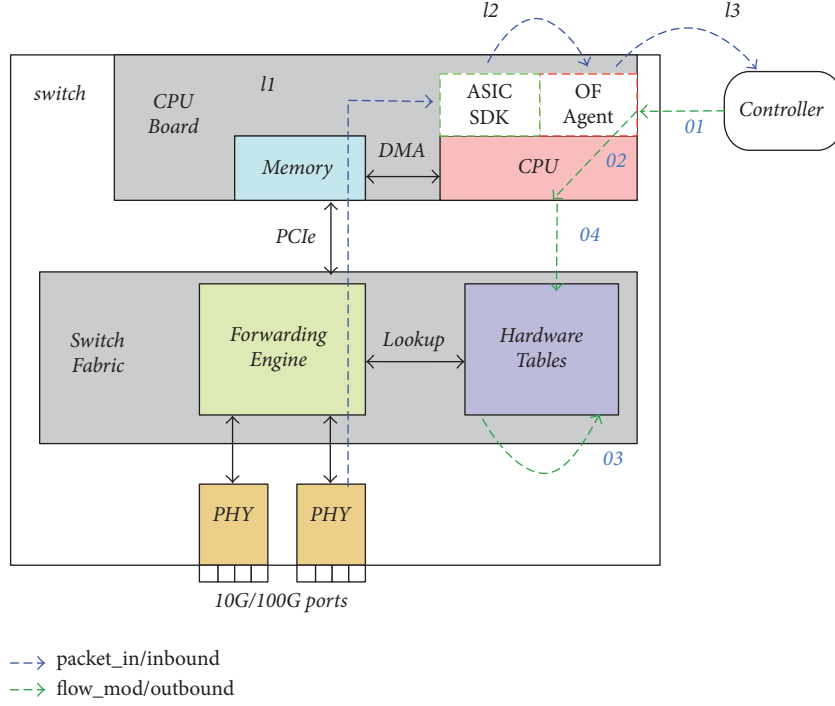 l2
l3
switch
CPU
Board
l1
ASIC
SDK
OF
Agent
Controller
01
Memory
DMA
CPU
02
PCIe
04
Switch
Fabric
Forwarding
Engine
Lookup
Hardware
Tables
03
PHY
PHY
10G/100G ports
packet_in/inbound
flow_mod/outbound